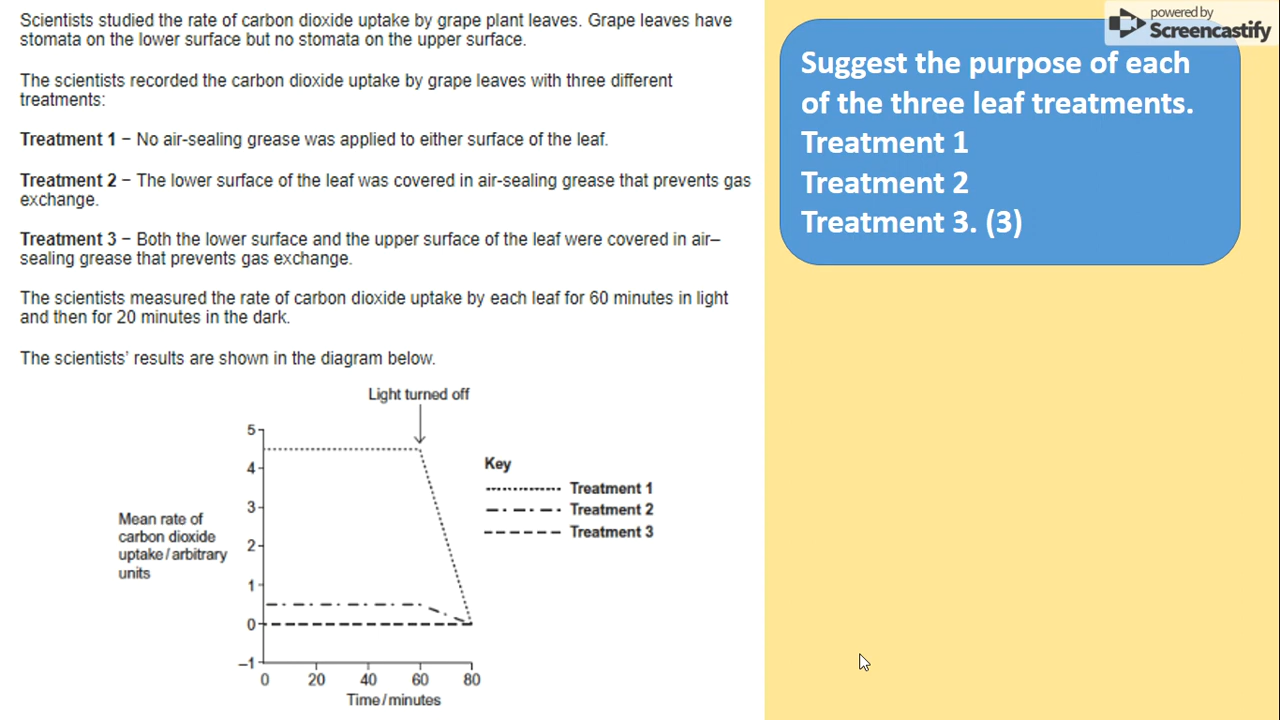 Scientists studied the rate of carbon dioxide uptake by grape plant leaves. Grape leaves have
stomata on the lower surface but no stomata on the upper surface.
The scientists recorded the carbon dioxide uptake by grape leaves with three different
treatments:
Treatment 1 – No air-sealing grease was applied to either surface of the leaf.
Treatment 2 – The lower surface of the leaf was covered in air-sealing grease that prevents gas
exchange.
Treatment 3 – Both the lower surface and the upper surface of the leaf were covered in air–
sealing grease that prevents gas exchange.
The scientists measured the rate of carbon dioxide uptake by each leaf for 60 minutes in light
and then for 20 minutes in the dark.
The scientists' results are shown in the diagram below.
Light turned off
5
4
3
2
1
0
–1
Mean rate of
carbon dioxide
uptake/arbitrary
units
0 20 40 60 80
Time/minutes
Key
Treatment 1
Treatment 2
Treatment 3
powered by
Screencastify
Suggest the purpose of each
of the three leaf treatments.
Treatment 1
Treatment 2
Treatment 3. (3)